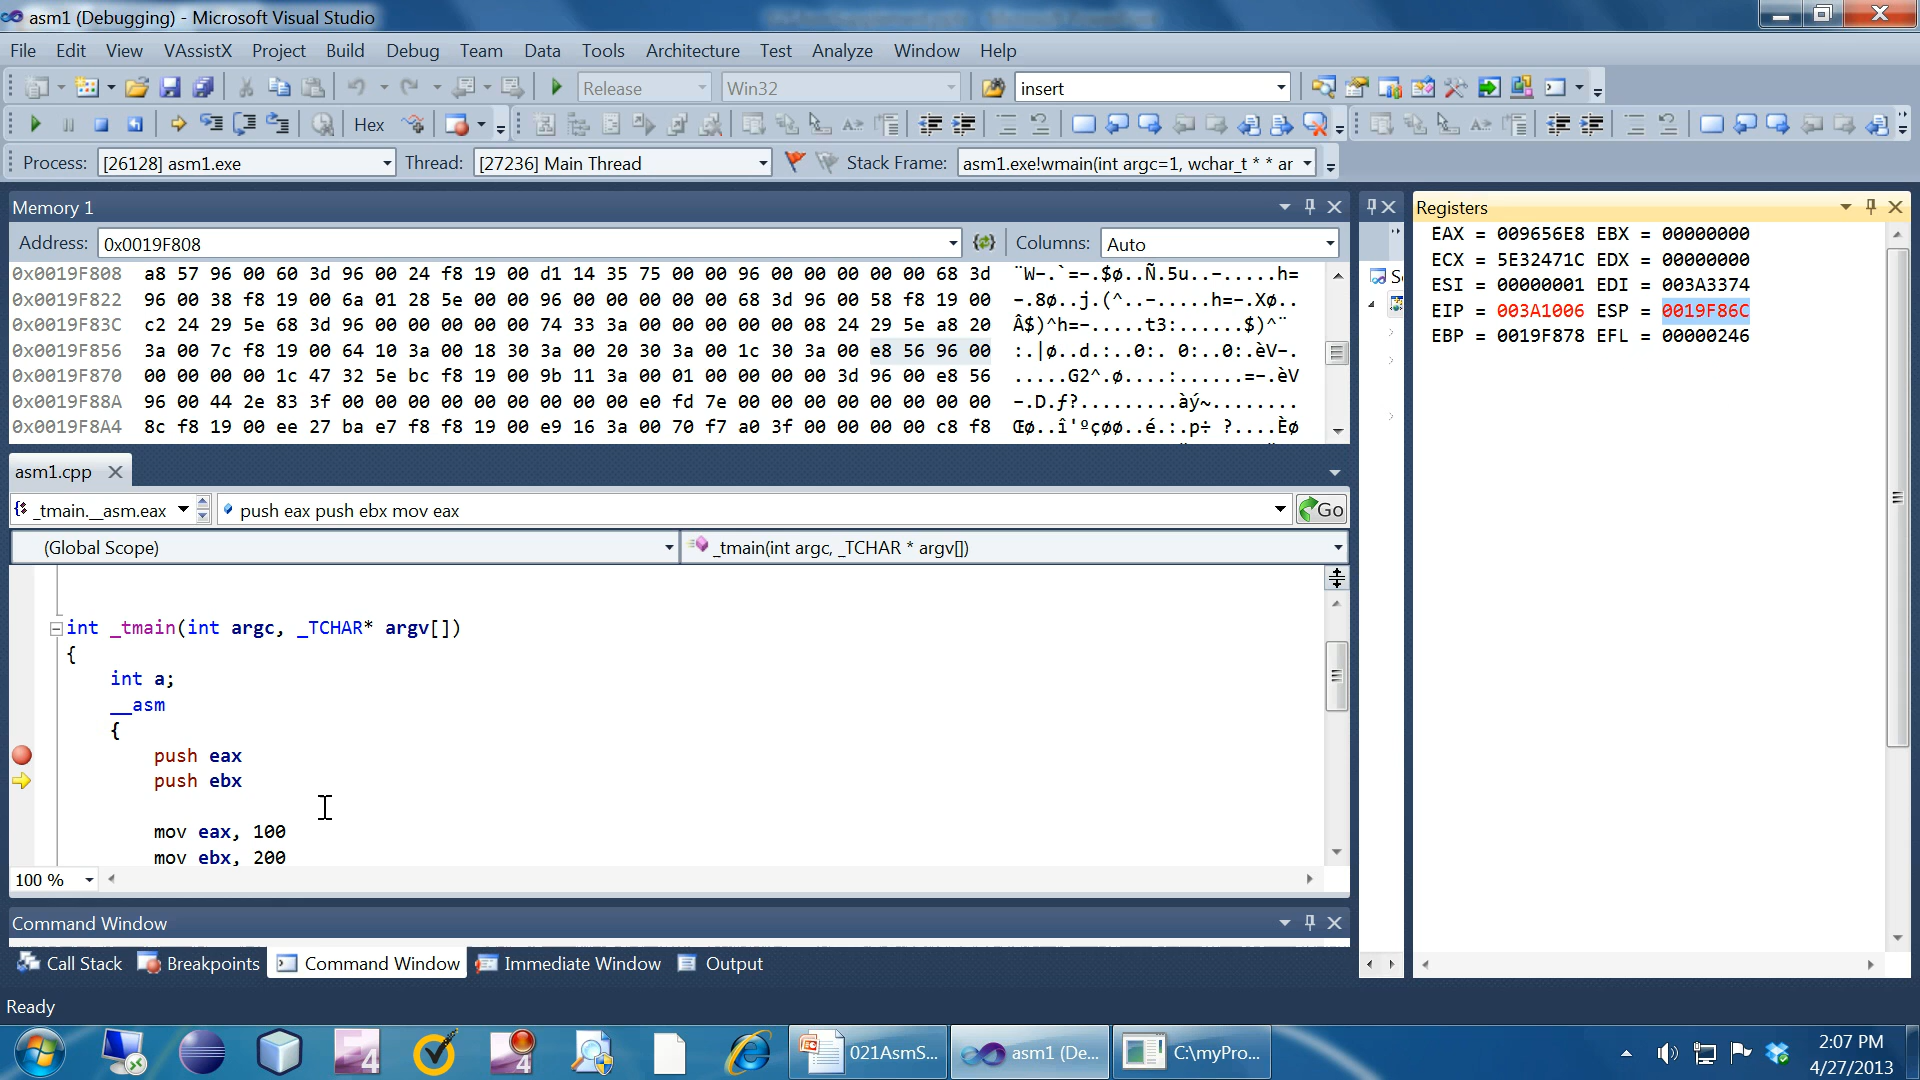 asm1 (Debugging) - Microsoft Visual Studio
File Edit View VAssistX Project Build Debug Team Data Tools Architecture Test Analyze Window Help
Release Win32 insert
Hex
Process: [26128] asm1.exe Thread: [27236] Main Thread Stack Frame: asm1.exe!wmain(int argc=1, wchar_t * * ar
Memory 1
Address: 0x0019F808 Columns: Auto
0x0019F808 a8 57 96 00 60 3d 96 00 24 f8 19 00 d1 14 35 75 00 00 96 00 00 00 00 00 68 3d ¨W–.`=–.$ø..Ñ.5u..–.....h=
0x0019F822 96 00 38 f8 19 00 6a 01 28 5e 00 00 96 00 00 00 00 00 68 3d 96 00 58 f8 19 00 –.8ø..j.(^..–.....h=–.Xø..
0x0019F83C c2 24 29 5e 68 3d 96 00 00 00 00 00 74 33 3a 00 00 00 00 00 08 24 29 5e a8 20 Â$)^h=–.....t3:......$)^¨
0x0019F856 3a 00 7c f8 19 00 64 10 3a 00 18 30 3a 00 20 30 3a 00 1c 30 3a 00 e8 56 96 00 :.|ø..d.:..0:. 0:..0:.èV–.
0x0019F870 00 00 00 00 1c 47 32 5e bc f8 19 00 9b 11 3a 00 01 00 00 00 00 3d 96 00 e8 56
0x0019F88A 96 00 44 2e 83 3f 00 00 00 00 00 00 00 00 e0 fd 7e 00 00 00 00 00 00 00 00 00 –.D.ƒ?.........àý~.........
0x0019F8A4 8c f8 19 00 ee 27 ba e7 f8 f8 19 00 e9 16 3a 00 70 f7 a0 3f 00 00 00 00 c8 f8 Œø..î'ºçøø..é.:.p÷ ?....Èø
Registers
EAX = 009656E8 EBX = 00000000
ECX = 5E32471C EDX = 00000000
ESI = 00000001 EDI = 003A3374
EIP = 003A1006 ESP = 0019F86C
EBP = 0019F878 EFL = 00000246
asm1.cpp
_tmain.__asm.eax push eax push ebx mov eax Go
(Global Scope) _tmain(int argc, _TCHAR * argv[])
int _tmain(int argc, _TCHAR* argv[])
{
int a;
__asm
{
push eax
push ebx
mov eax, 100
mov ebx, 200
100 %
Command Window
Call Stack Breakpoints Command Window Immediate Window Output
Ready
021AsmS... asm1 (De... C:\myPro...
2:07 PM
4/27/2013